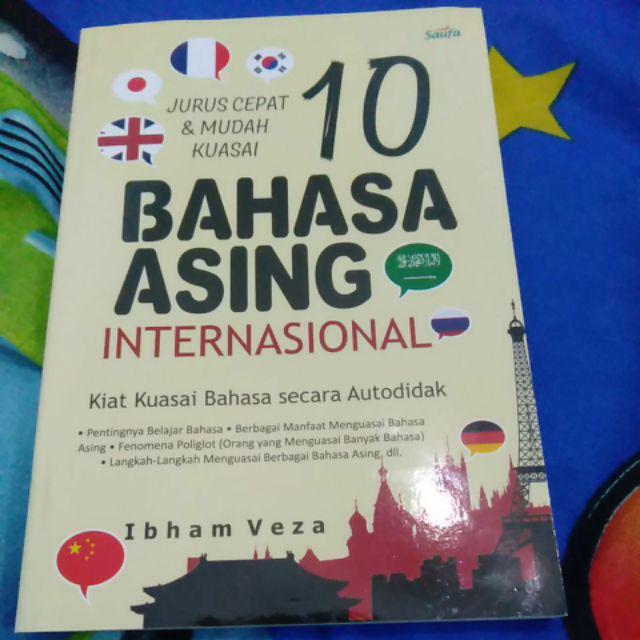 Saufa
JURUS CEPAT
& MUDAH
KUASAI
10
BAHASA
ASING
INTERNASIONAL
Kiat Kuasai Bahasa secara Autodidak
• Pentingnya Belajar Bahasa • Berbagai Manfaat Menguasai Bahasa
Asing • Fenomena Poliglot (Orang yang Menguasai Banyak Bahasa)
• Langkah-Langkah Menguasai Berbagai Bahasa Asing, dll.
Ibham Veza